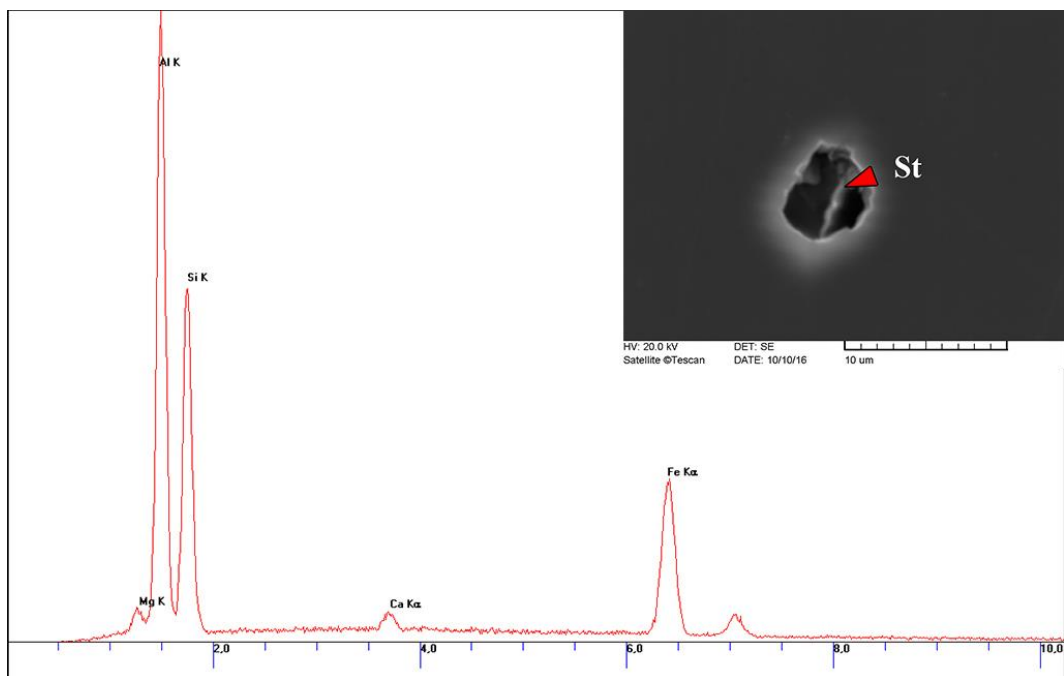 Al K
St
Si K
HV: 20.0 kV DET: SE
Satellite ©Tescan DATE: 10/10/16 10 um
Fe Kα
Mg K
Ca Kα
2,0 4,0 6,0 8,0 10,0